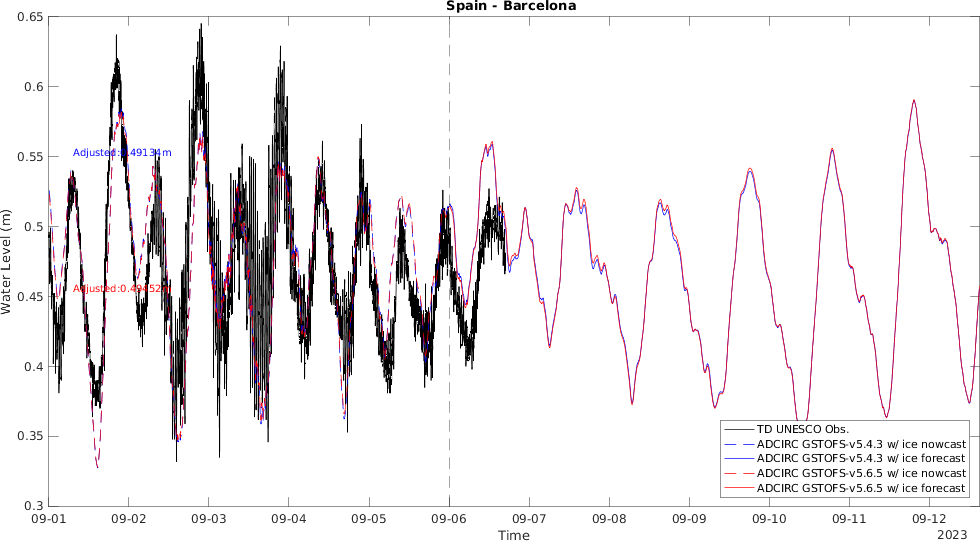 Spain - Barcelona
0.65
0.6
0.55
0.5
0.45
0.4
0.35
0.3
Water Level (m)
Adjusted:0.49134m
Adjusted:0.49452m
09-01
09-02
09-03
09-04
09-05
09-06
09-07
09-08
09-09
09-10
09-11
09-12
Time
2023
TD UNESCO Obs.
ADCIRC GSTOFS-v5.4.3 w/ ice nowcast
ADCIRC GSTOFS-v5.4.3 w/ ice forecast
ADCIRC GSTOFS-v5.6.5 w/ ice nowcast
ADCIRC GSTOFS-v5.6.5 w/ ice forecast